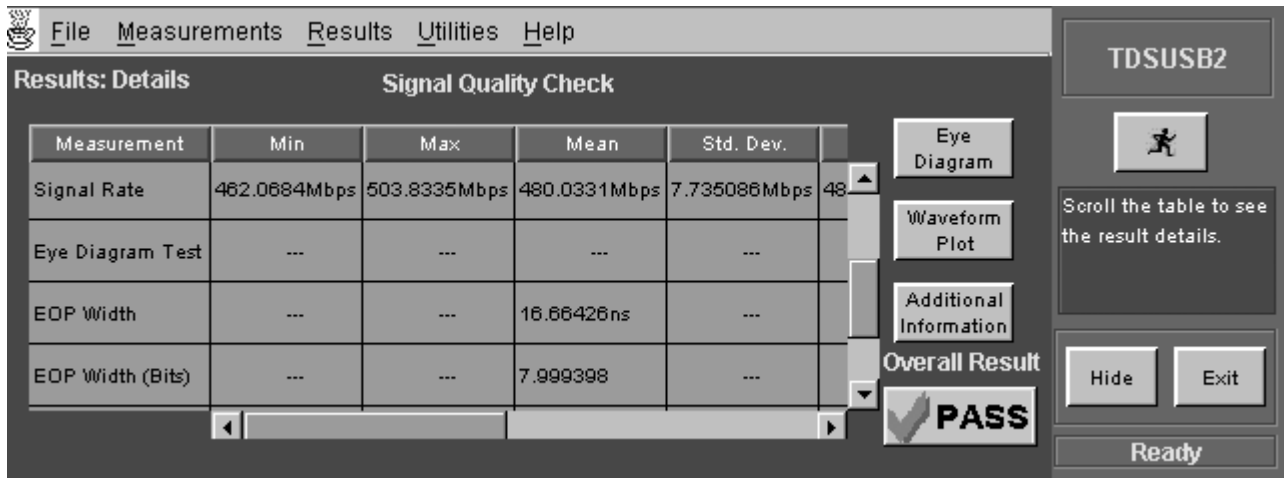 File Measurements Results Utilities Help
TDSUSB2
Results: Details
Signal Quality Check
Measurement Min Max Mean Std. Dev.
Signal Rate 462.0684Mbps 503.8335Mbps 480.0331Mbps 7.735086Mbps 48
Eye Diagram Test --- --- --- ---
EOP Width --- --- 16.66426ns ---
EOP Width (Bits) --- --- 7.999398 ---
Eye
Diagram
Waveform
Plot
Additional
Information
Overall Result
PASS
Scroll the table to see
the result details.
Hide Exit
Ready